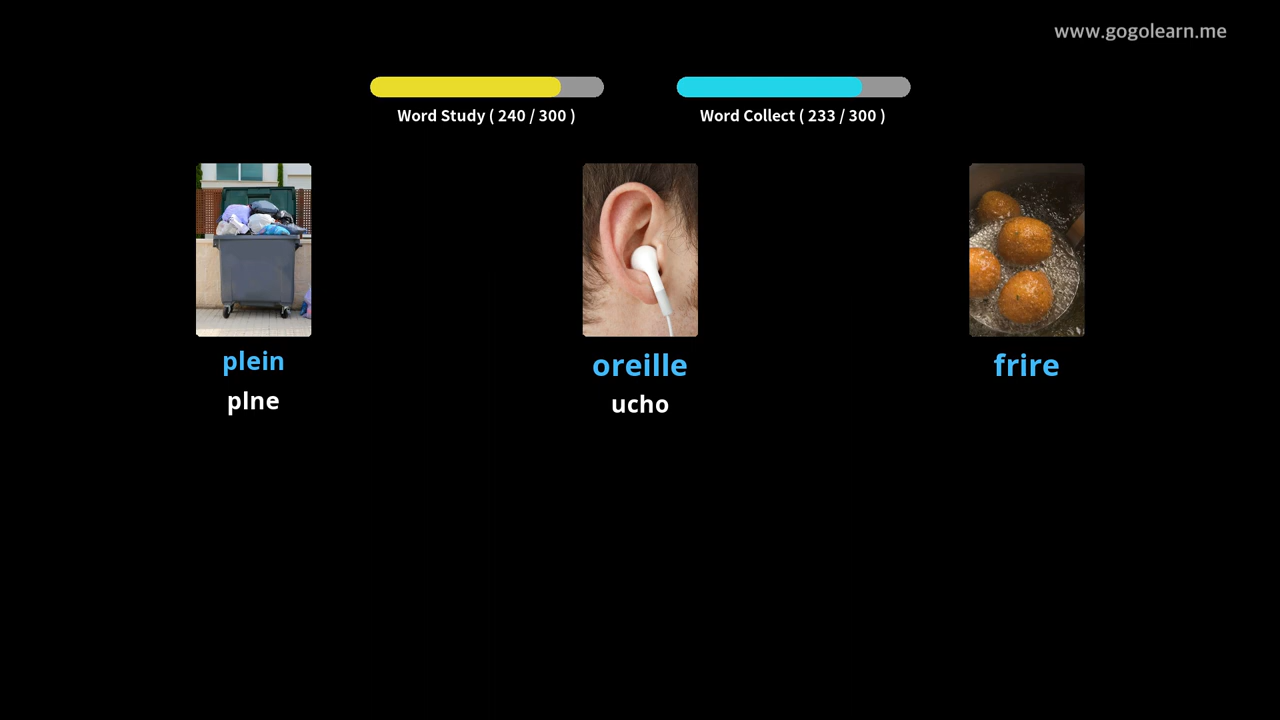 www.gogolearn.me
Word Study ( 240 / 300 )
Word Collect ( 233 / 300 )
plein
plne
oreille
ucho
frire